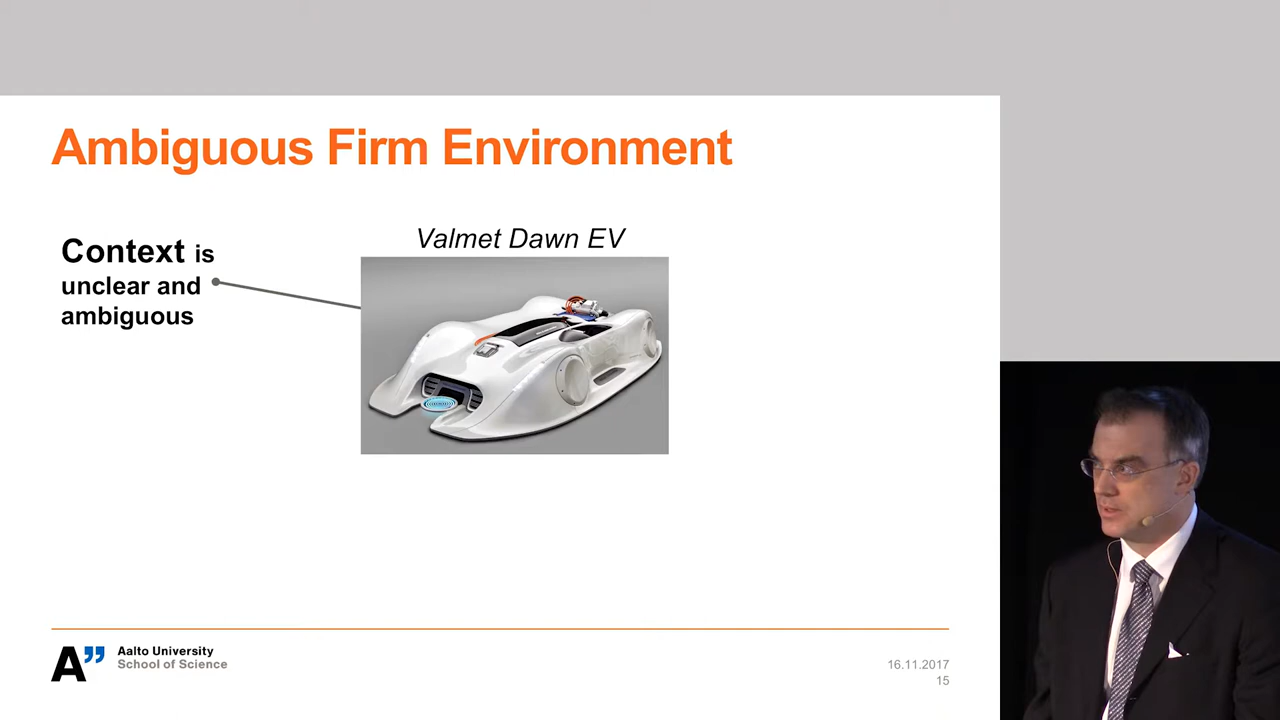 Ambiguous Firm Environment
Context is
unclear and
ambiguous
Valmet Dawn EV
A”
Aalto University
School of Science
16.11.2017
15